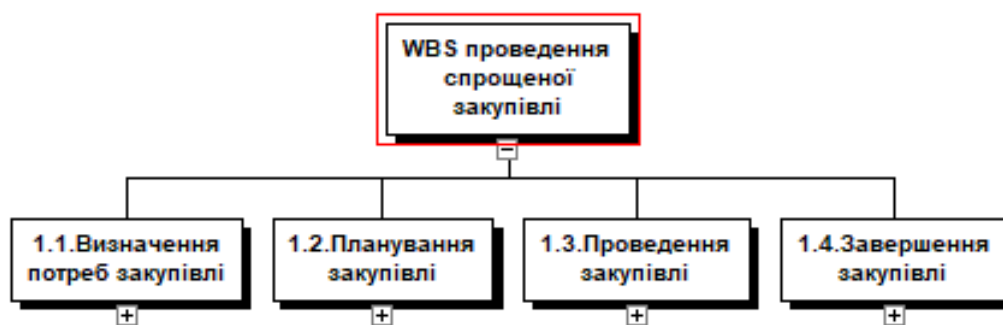 WBS проведення
спрощеної
закупівлі
1.1.Визначення
потреб закупівлі
1.2.Планування
закупівлі
1.3.Проведення
закупівлі
1.4.Завершення
закупівлі